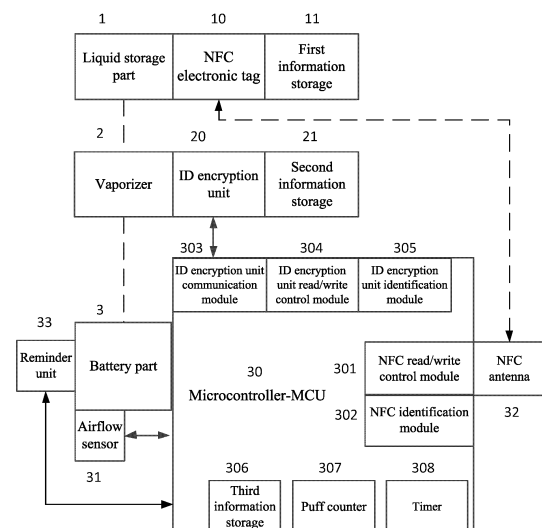 1
10
11
Liquid storage
part
NFC
electronic tag
First
information
storage
2
20
21
Vaporizer
ID encryption
unit
Second
information
storage
303
304
305
ID encryption unit
communication
module
ID encryption
unit read/write
control module
ID encryption
unit identification
module
3
33
Reminder
unit
Battery part
30
Microcontroller-MCU
301
NFC read/write
control module
NFC
antenna
302
NFC identification
module
32
Airflow
sensor
31
306
307
308
Third
information
storage
Puff counter
Timer